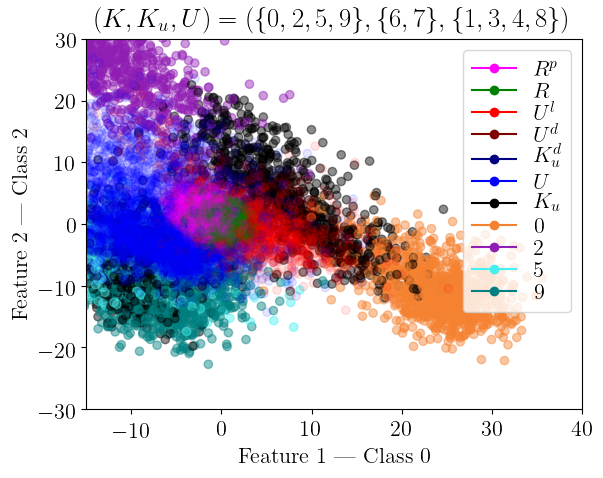 (K, K_u, U) = ({0, 2, 5, 9}, {6, 7}, {1, 3, 4, 8})
30
20
10
0
−10
−20
−30
−10
0
10
20
30
40
Feature 2 — Class 2
Feature 1 — Class 0
R^p
R
U^l
U^d
K_u^d
U
K_u
0
2
5
9